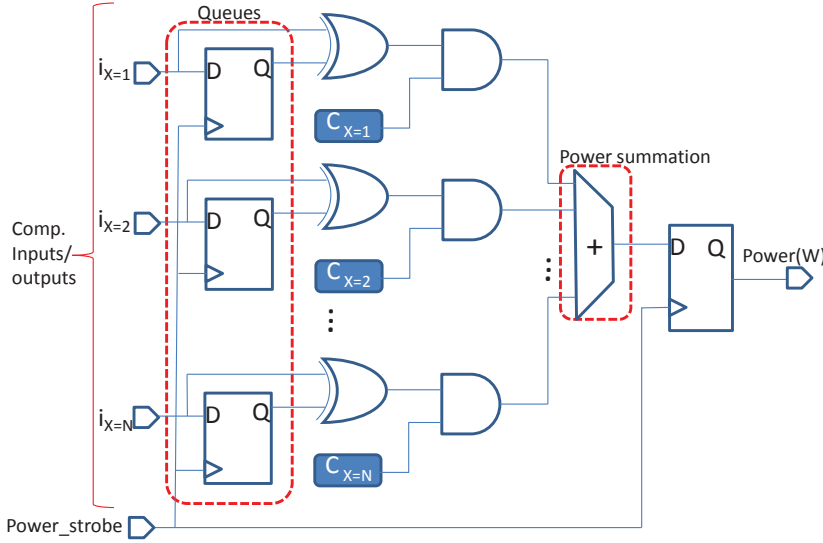 Queues
i X=1
D Q
C X=1
Power summation
i X=2
D Q
C X=2
Comp.
Inputs/
outputs
+
D Q
Power(W)
...
...
i X=N
D Q
C X=N
Power_strobe